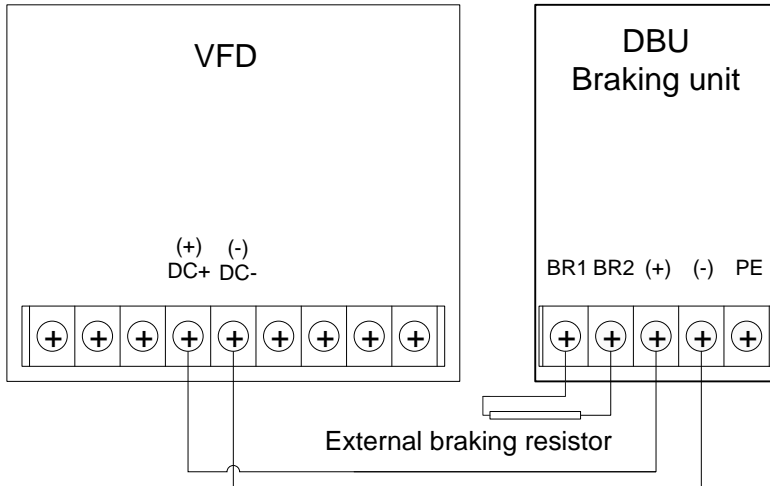 VFD
DBU
Braking unit
(+) (-)
DC+ DC-
BR1 BR2 (+) (-) PE
External braking resistor